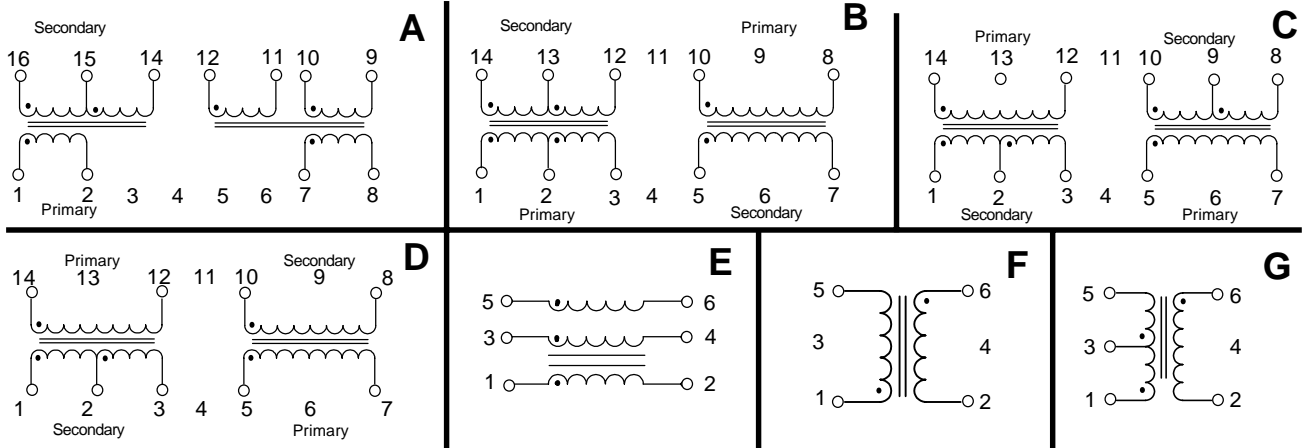 A
Secondary
16 15 14 12 11 10 9
1 2 3 4 5 6 7 8
Primary
B
Secondary Primary
14 13 12 11 10 9 8
1 2 3 4 5 6 7
Primary Secondary
C
Primary Secondary
14 13 12 11 10 9 8
1 2 3 4 5 6 7
Secondary Primary
D
Primary Secondary
14 13 12 11 10 9 8
1 2 3 4 5 6 7
Secondary Primary
E
5 6
3 4
1 2
F
5 6
3 4
1 2
G
5 6
3 4
1 2